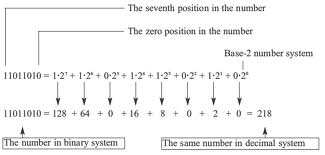 The seventh position in the number
The zero position in the number
Base-2 number system
11011010 = 1·2⁷ + 1·2⁶ + 0·2⁵ + 1·2⁴ + 1·2³ + 0·2² + 1·2¹ + 0·2⁰
11011010 = 128 + 64 + 0 + 16 + 8 + 0 + 2 + 0 = 218
The number in binary system
The same number in decimal system